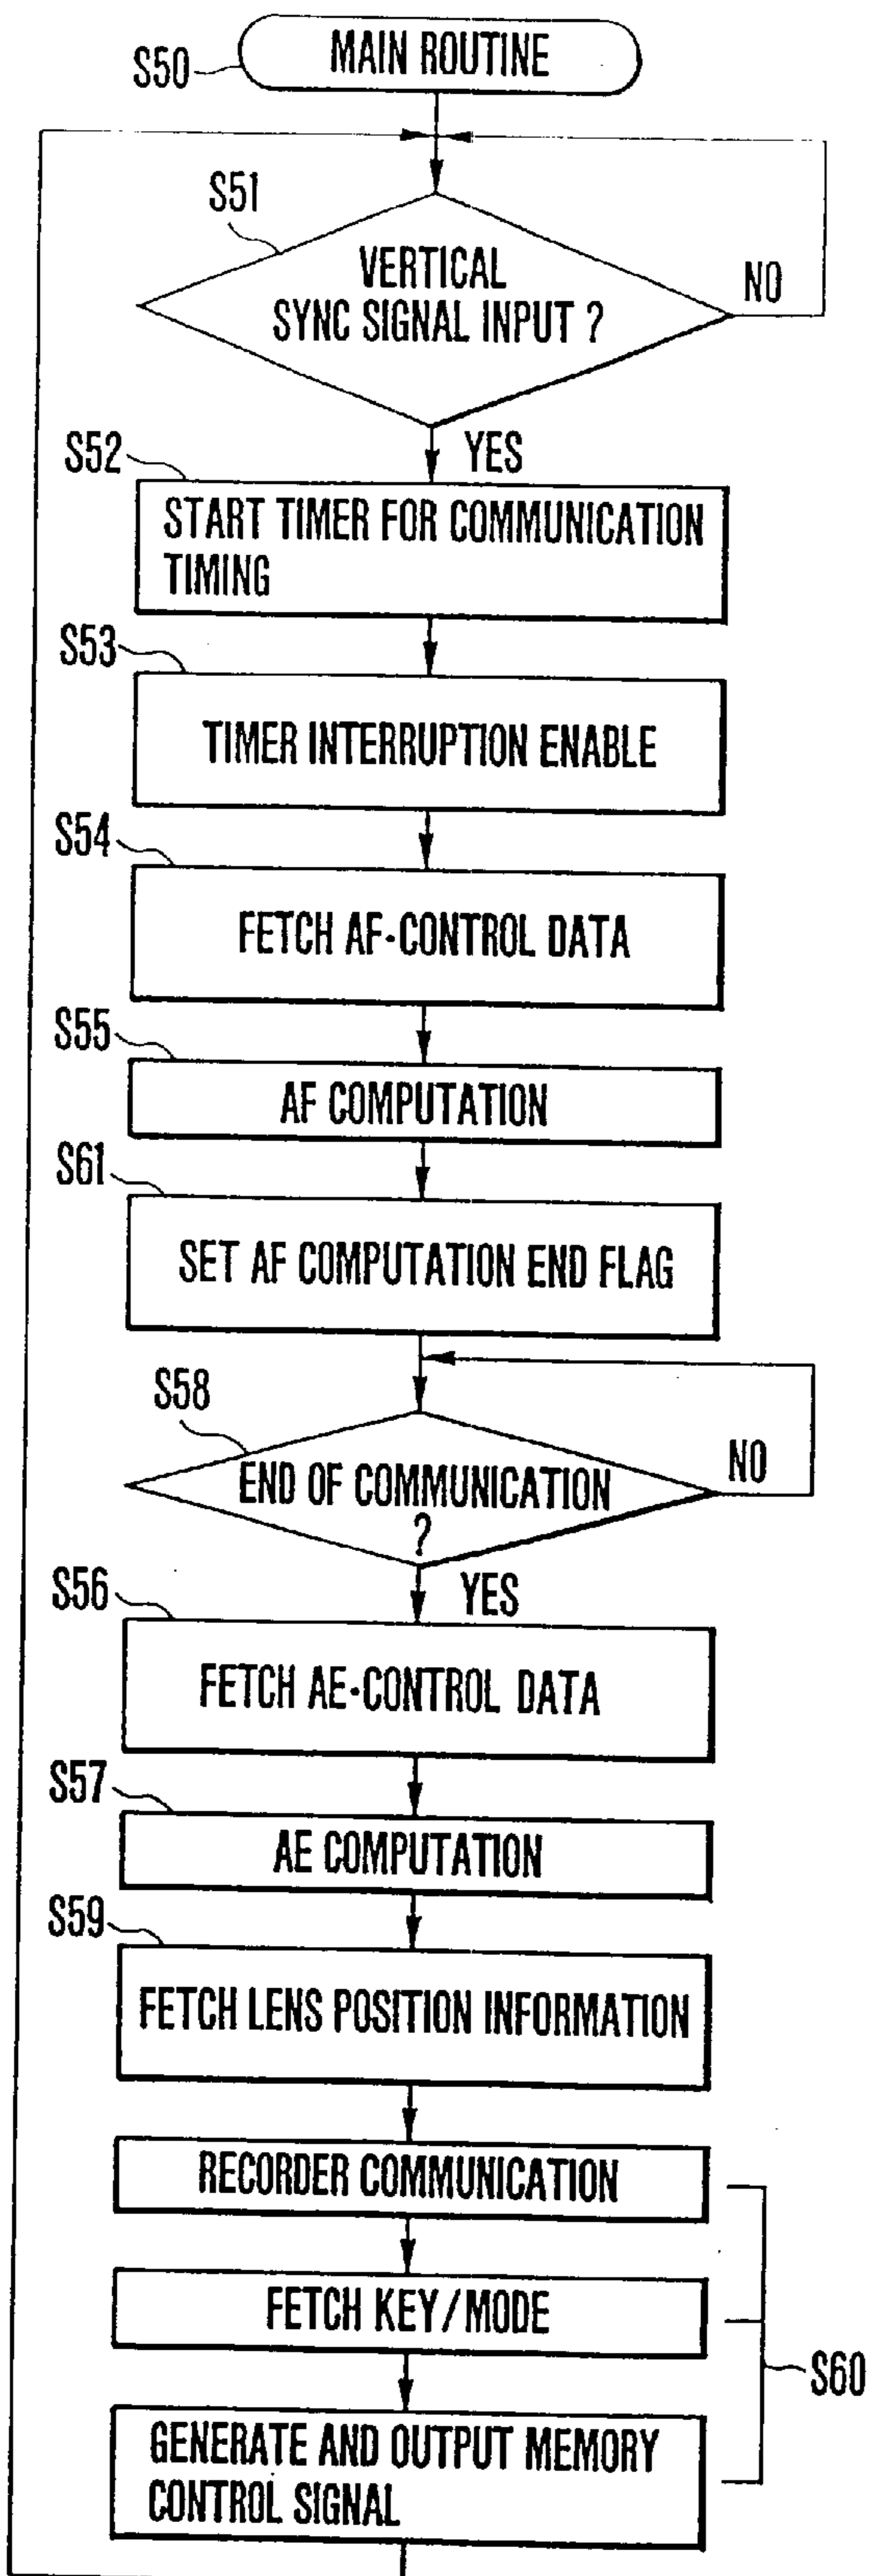 MAIN ROUTINE
S50
S51
VERTICAL
SYNC SIGNAL INPUT ?
NO
YES
S52
START TIMER FOR COMMUNICATION
TIMING
S53
TIMER INTERRUPTION ENABLE
S54
FETCH AF-CONTROL DATA
S55
AF COMPUTATION
S61
SET AF COMPUTATION END FLAG
S58
END OF COMMUNICATION
?
NO
YES
S56
FETCH AE-CONTROL DATA
S57
AE COMPUTATION
S59
FETCH LENS POSITION INFORMATION
RECORDER COMMUNICATION
FETCH KEY/MODE
S60
GENERATE AND OUTPUT MEMORY
CONTROL SIGNAL